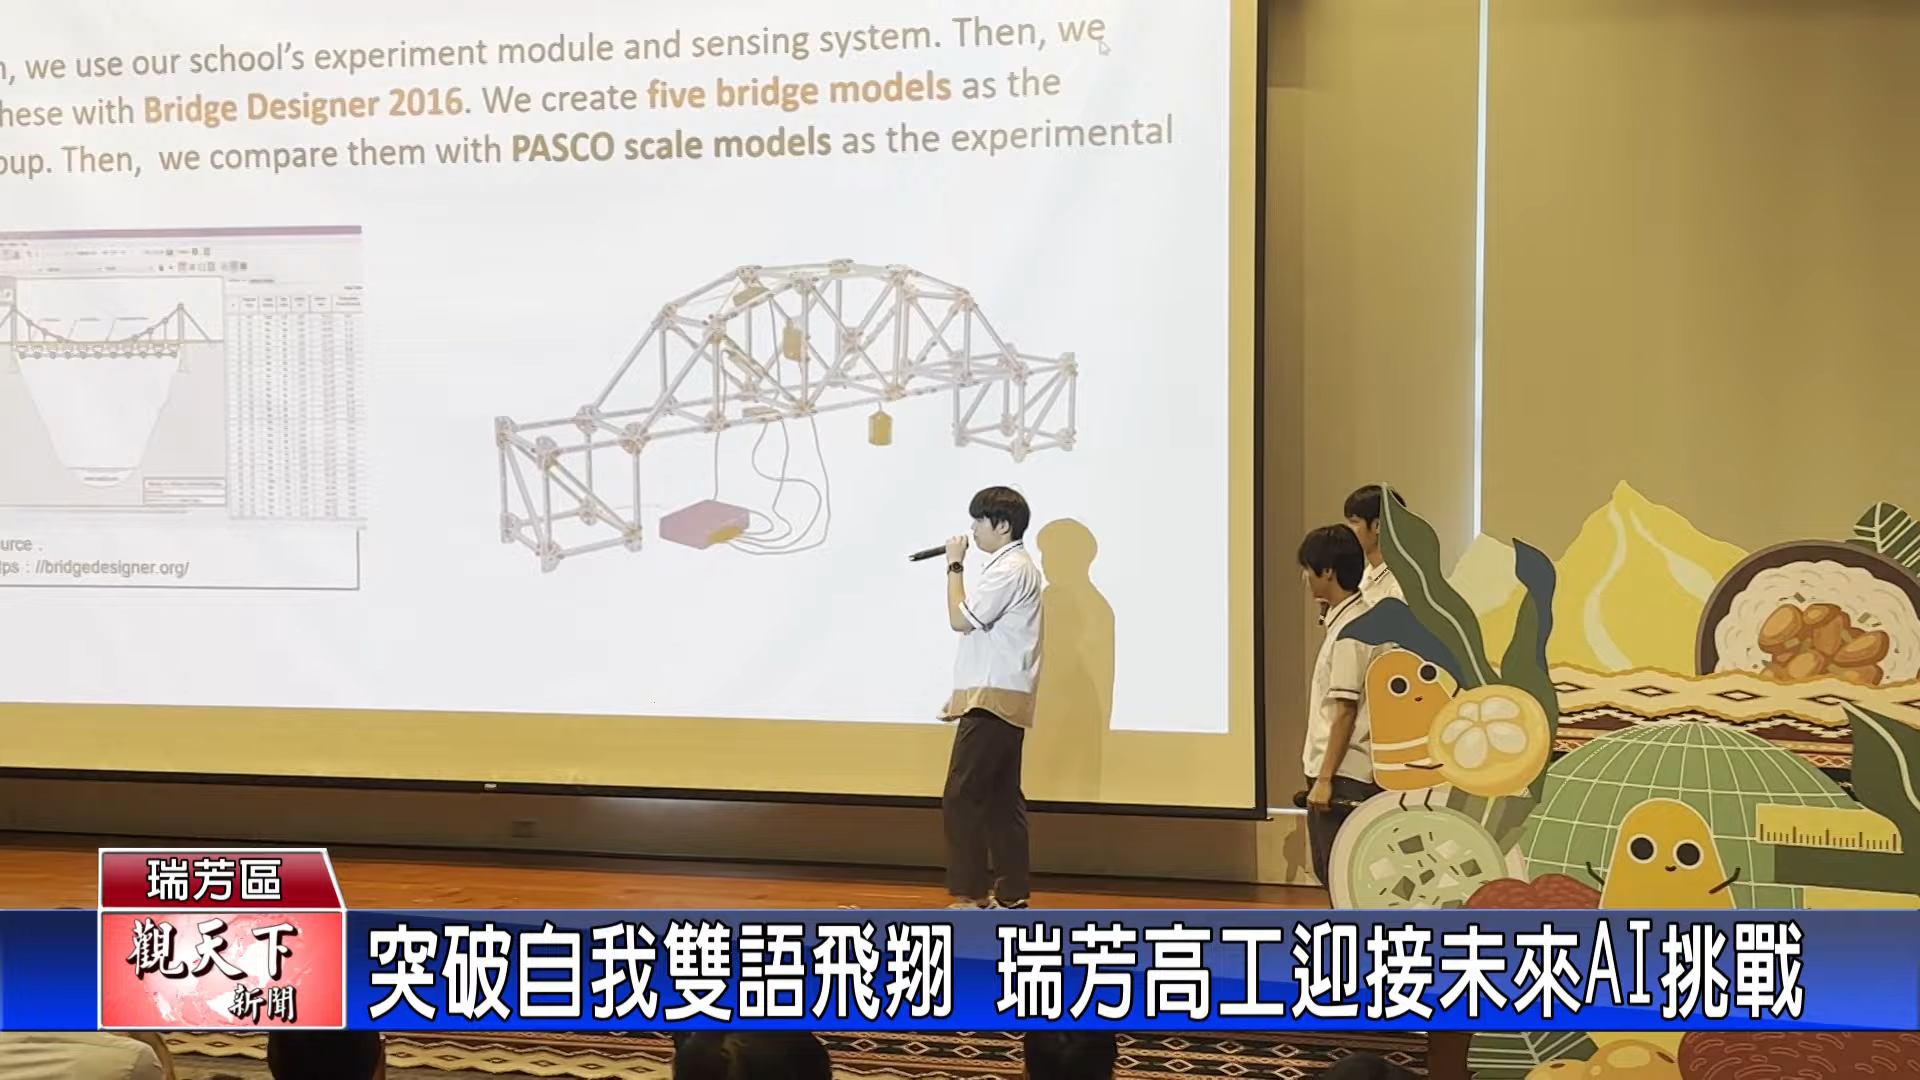 , we use our school's experiment module and sensing system. Then, we
hese with Bridge Designer 2016. We create five bridge models as the
oup. Then, we compare them with PASCO scale models as the experimental
urce :
tps : //bridgedesigner.org/
瑞芳區
觀天下
新聞
突破自我雙語飛翔 瑞芳高工迎接未來AI挑戰